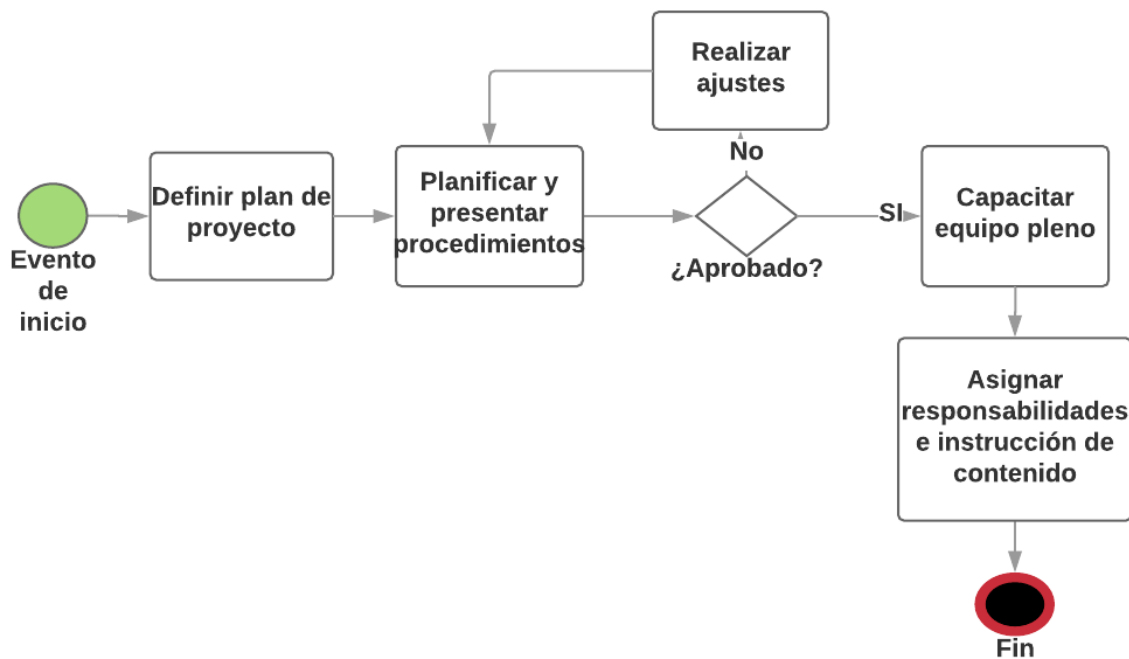 Evento
de
inicio
Definir plan de
proyecto
Planificar y
presentar
procedimientos
Realizar
ajustes
No
¿Aprobado?
SI
Capacitar
equipo pleno
Asignar
responsabilidades
e instrucción de
contenido
Fin